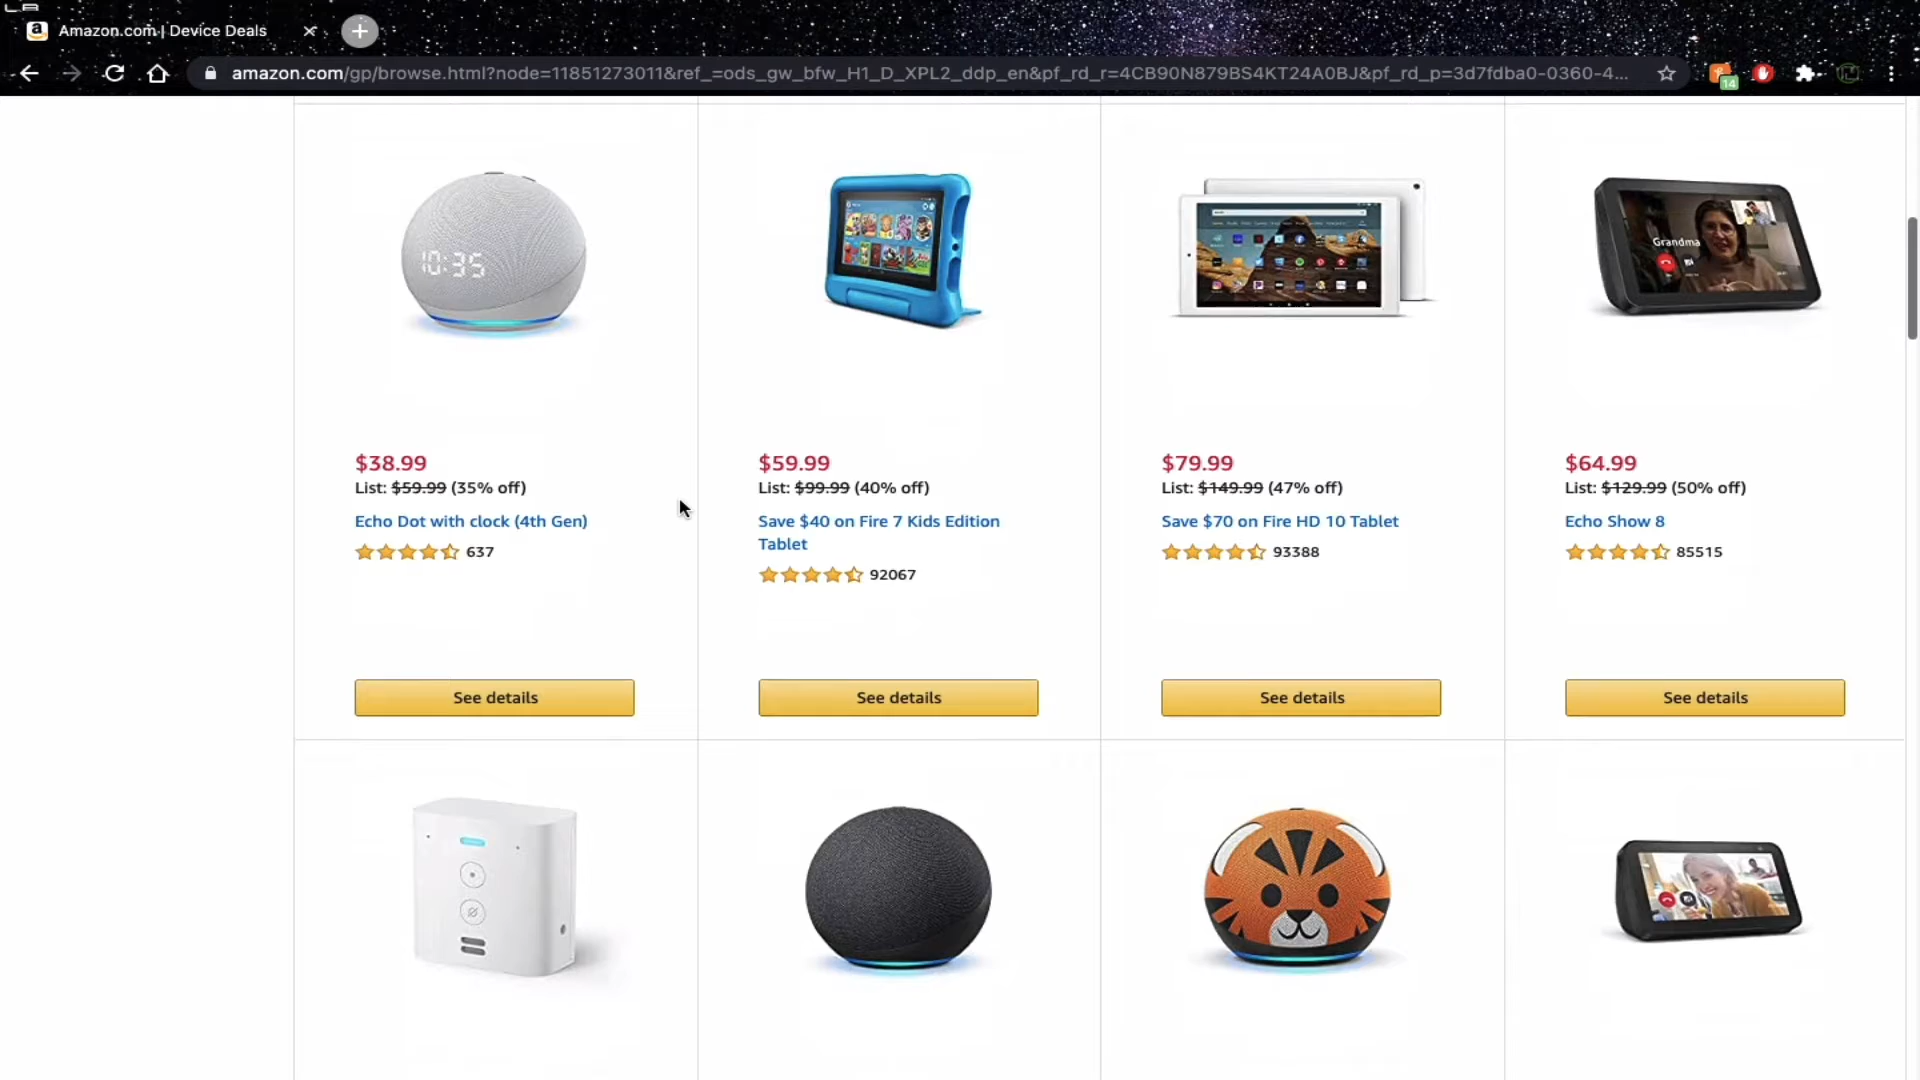 Amazon.com | Device Deals
amazon.com/gp/browse.html?node=11851273011&ref_=ods_gw_bfw_H1_D_XPL2_ddp_en&pf_rd_r=4CB90N879BS4KT24A0BJ&pf_rd_p=3d7fdba0-0360-4...
14
10:35
Grandma
$38.99
List: $59.99 (35% off)
Echo Dot with clock (4th Gen)
637
See details
$59.99
List: $99.99 (40% off)
Save $40 on Fire 7 Kids Edition
Tablet
92067
See details
$79.99
List: $149.99 (47% off)
Save $70 on Fire HD 10 Tablet
93388
See details
$64.99
List: $129.99 (50% off)
Echo Show 8
85515
See details